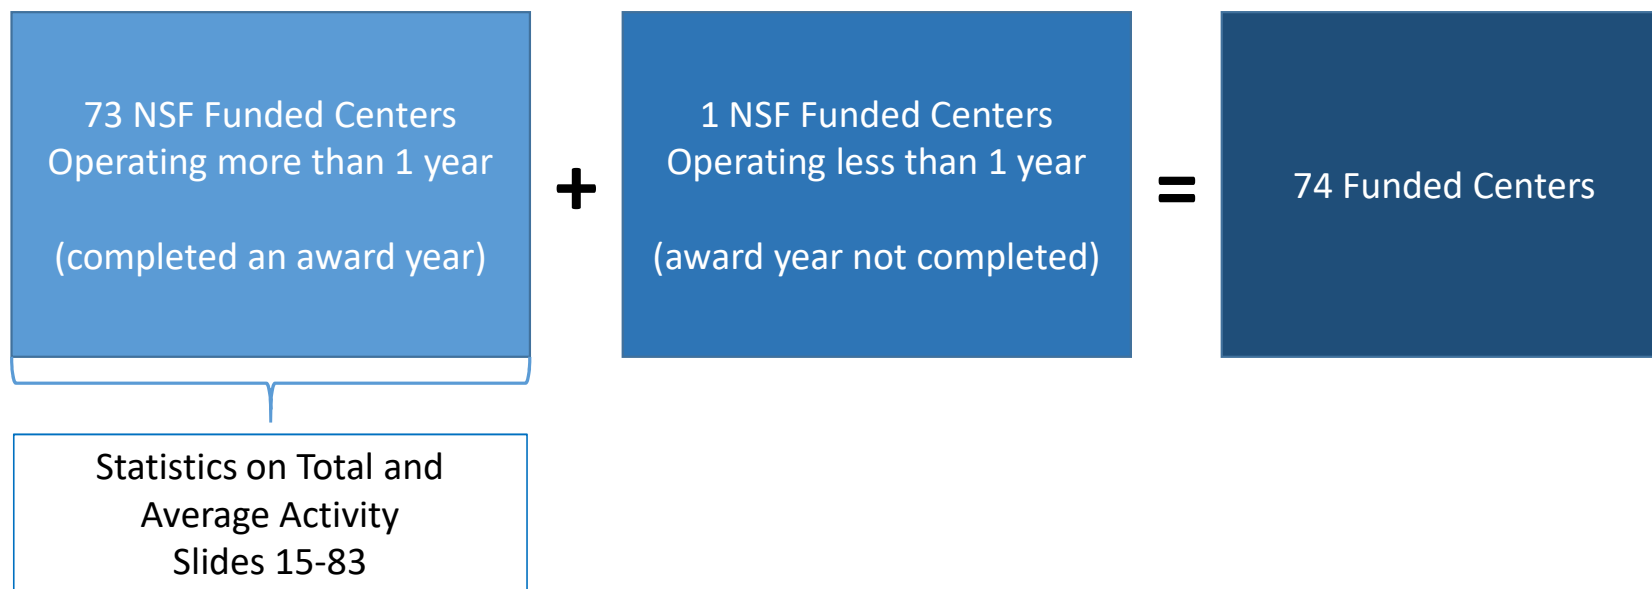 73 NSF Funded Centers
Operating more than 1 year
(completed an award year)
+
1 NSF Funded Centers
Operating less than 1 year
(award year not completed)
=
74 Funded Centers
Statistics on Total and
Average Activity
Slides 15-83